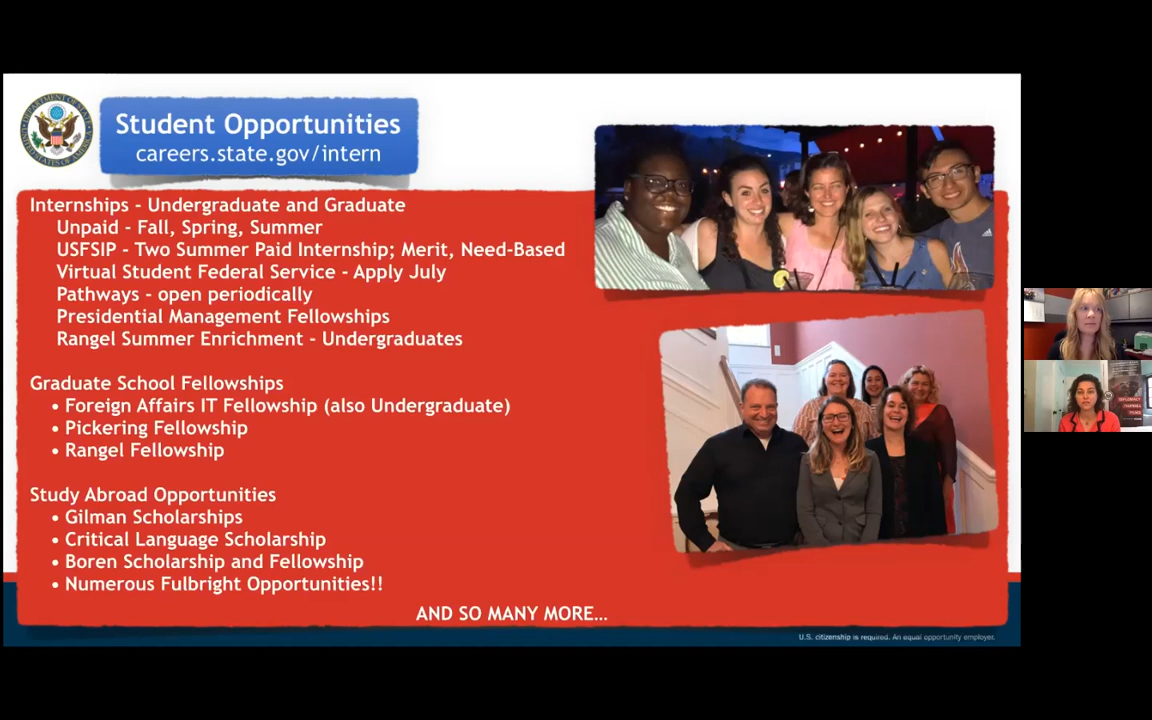 Student Opportunities
careers.state.gov/intern
Internships - Undergraduate and Graduate
Unpaid - Fall, Spring, Summer
USFSIP - Two Summer Paid Internship; Merit, Need-Based
Virtual Student Federal Service - Apply July
Pathways - open periodically
Presidential Management Fellowships
Rangel Summer Enrichment - Undergraduates
Graduate School Fellowships
• Foreign Affairs IT Fellowship (also Undergraduate)
• Pickering Fellowship
• Rangel Fellowship
Study Abroad Opportunities
• Gilman Scholarships
• Critical Language Scholarship
• Boren Scholarship and Fellowship
• Numerous Fulbright Opportunities!!
AND SO MANY MORE…
U.S. citizenship is required. An equal opportunity employer.